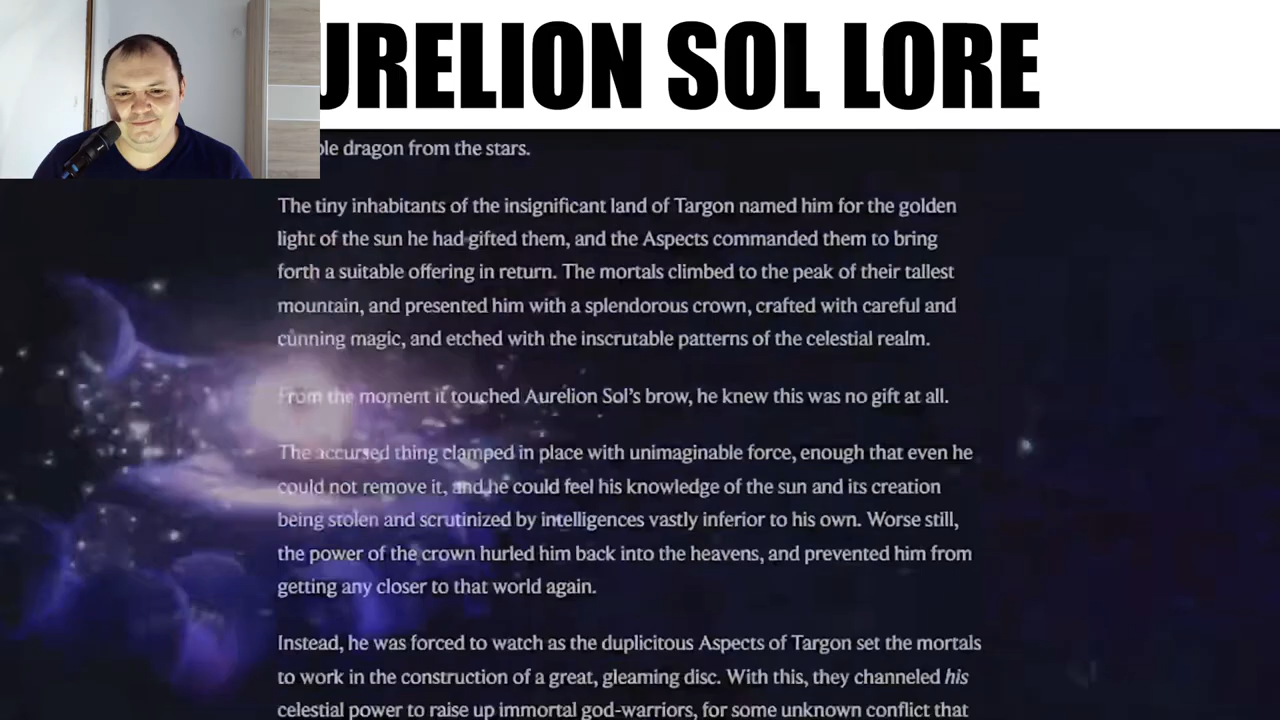 URELION SOL LORE
ble dragon from the stars.
The tiny inhabitants of the insignificant land of Targon named him for the golden
light of the sun he had gifted them, and the Aspects commanded them to bring
forth a suitable offering in return. The mortals climbed to the peak of their tallest
mountain, and presented him with a splendorous crown, crafted with careful and
cunning magic, and etched with the inscrutable patterns of the celestial realm.
From the moment it touched Aurelion Sol’s brow, he knew this was no gift at all.
The accursed thing clamped in place with unimaginable force, enough that even he
could not remove it, and he could feel his knowledge of the sun and its creation
being stolen and scrutinized by intelligences vastly inferior to his own. Worse still,
the power of the crown hurled him back into the heavens, and prevented him from
getting any closer to that world again.
Instead, he was forced to watch as the duplicitous Aspects of Targon set the mortals
to work in the construction of a great, gleaming disc. With this, they channeled his
celestial power to raise up immortal god-warriors, for some unknown conflict that